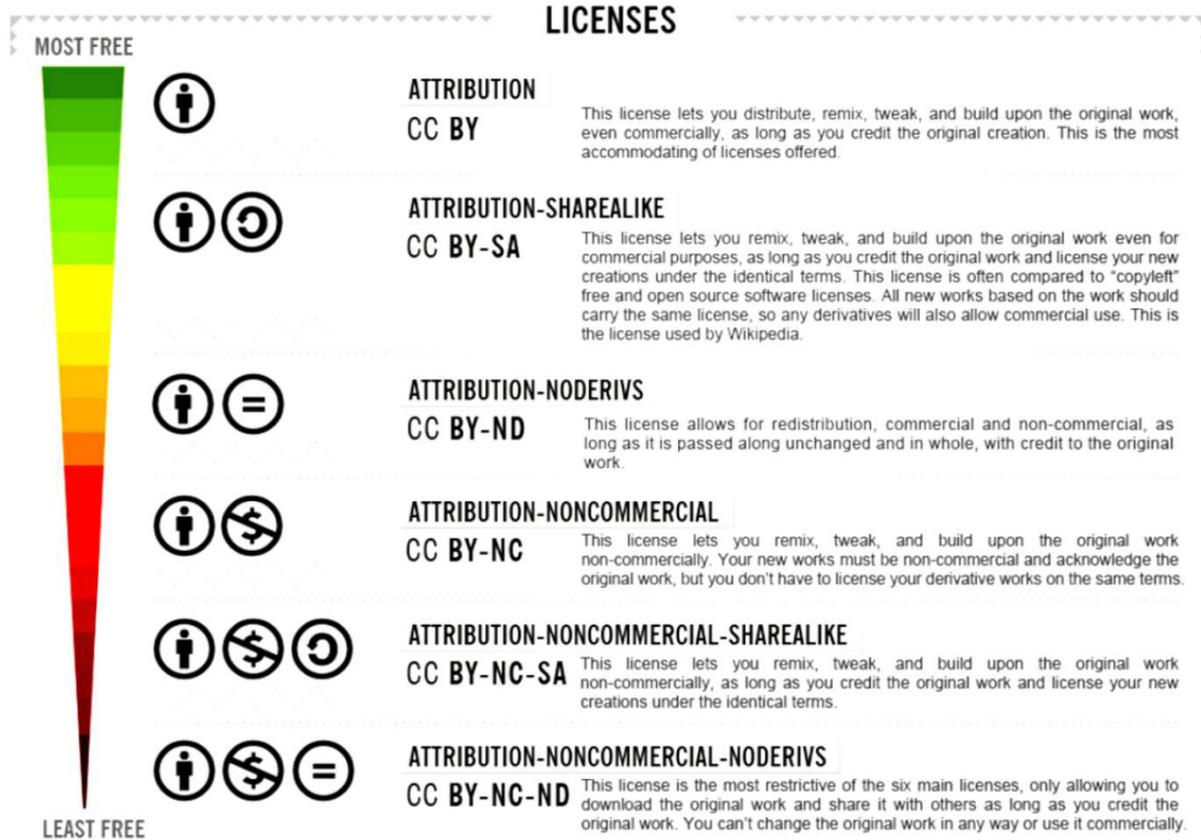 LICENSES
MOST FREE
ATTRIBUTION
CC BY
This license lets you distribute, remix, tweak, and build upon the original work,
even commercially, as long as you credit the original creation. This is the most
accommodating of licenses offered.
ATTRIBUTION-SHAREALIKE
CC BY-SA
This license lets you remix, tweak, and build upon the original work even for
commercial purposes, as long as you credit the original work and license your new
creations under the identical terms. This license is often compared to “copyleft”
free and open source software licenses. All new works based on the work should
carry the same license, so any derivatives will also allow commercial use. This is
the license used by Wikipedia.
ATTRIBUTION-NODERIVS
CC BY-ND
This license allows for redistribution, commercial and non-commercial, as
long as it is passed along unchanged and in whole, with credit to the original
work.
ATTRIBUTION-NONCOMMERCIAL
CC BY-NC
This license lets you remix, tweak, and build upon the original work
non-commercially. Your new works must be non-commercial and acknowledge the
original work, but you don’t have to license your derivative works on the same terms.
ATTRIBUTION-NONCOMMERCIAL-SHAREALIKE
CC BY-NC-SA
This license lets you remix, tweak, and build upon the original work
non-commercially, as long as you credit the original work and license your new
creations under the identical terms.
ATTRIBUTION-NONCOMMERCIAL-NODERIVS
CC BY-NC-ND
This license is the most restrictive of the six main licenses, only allowing you to
download the original work and share it with others as long as you credit the
original work. You can’t change the original work in any way or use it commercially.
LEAST FREE